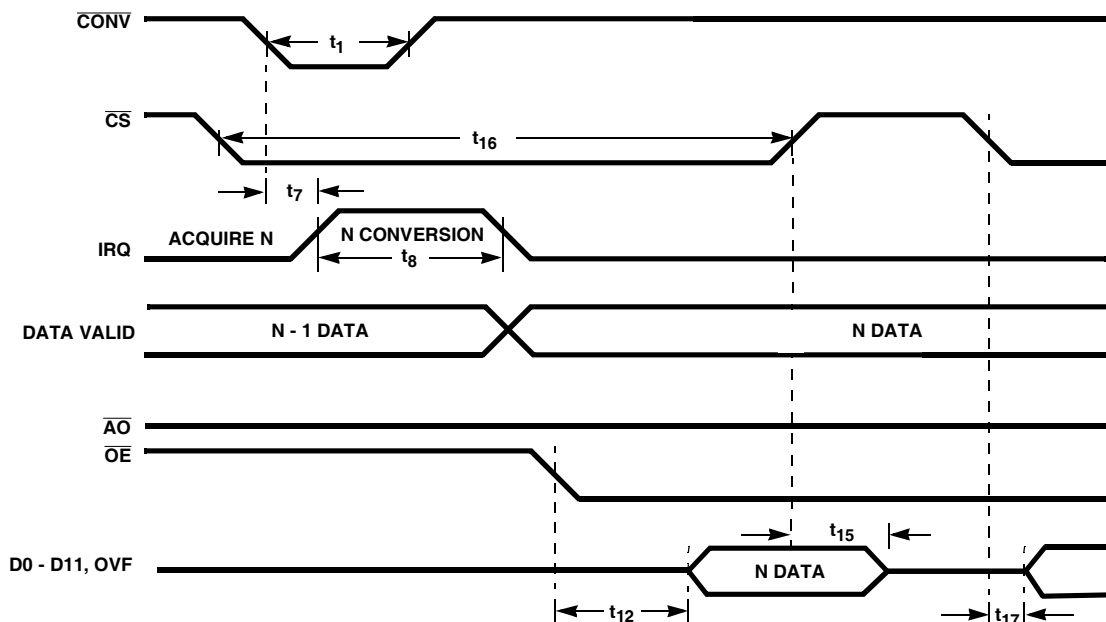 CONV
t1
CS
t16
t7
IRQ
ACQUIRE N
N CONVERSION
t8
DATA VALID
N - 1 DATA
N DATA
AO
OE
t15
D0 - D11, OVF
N DATA
t12
t17